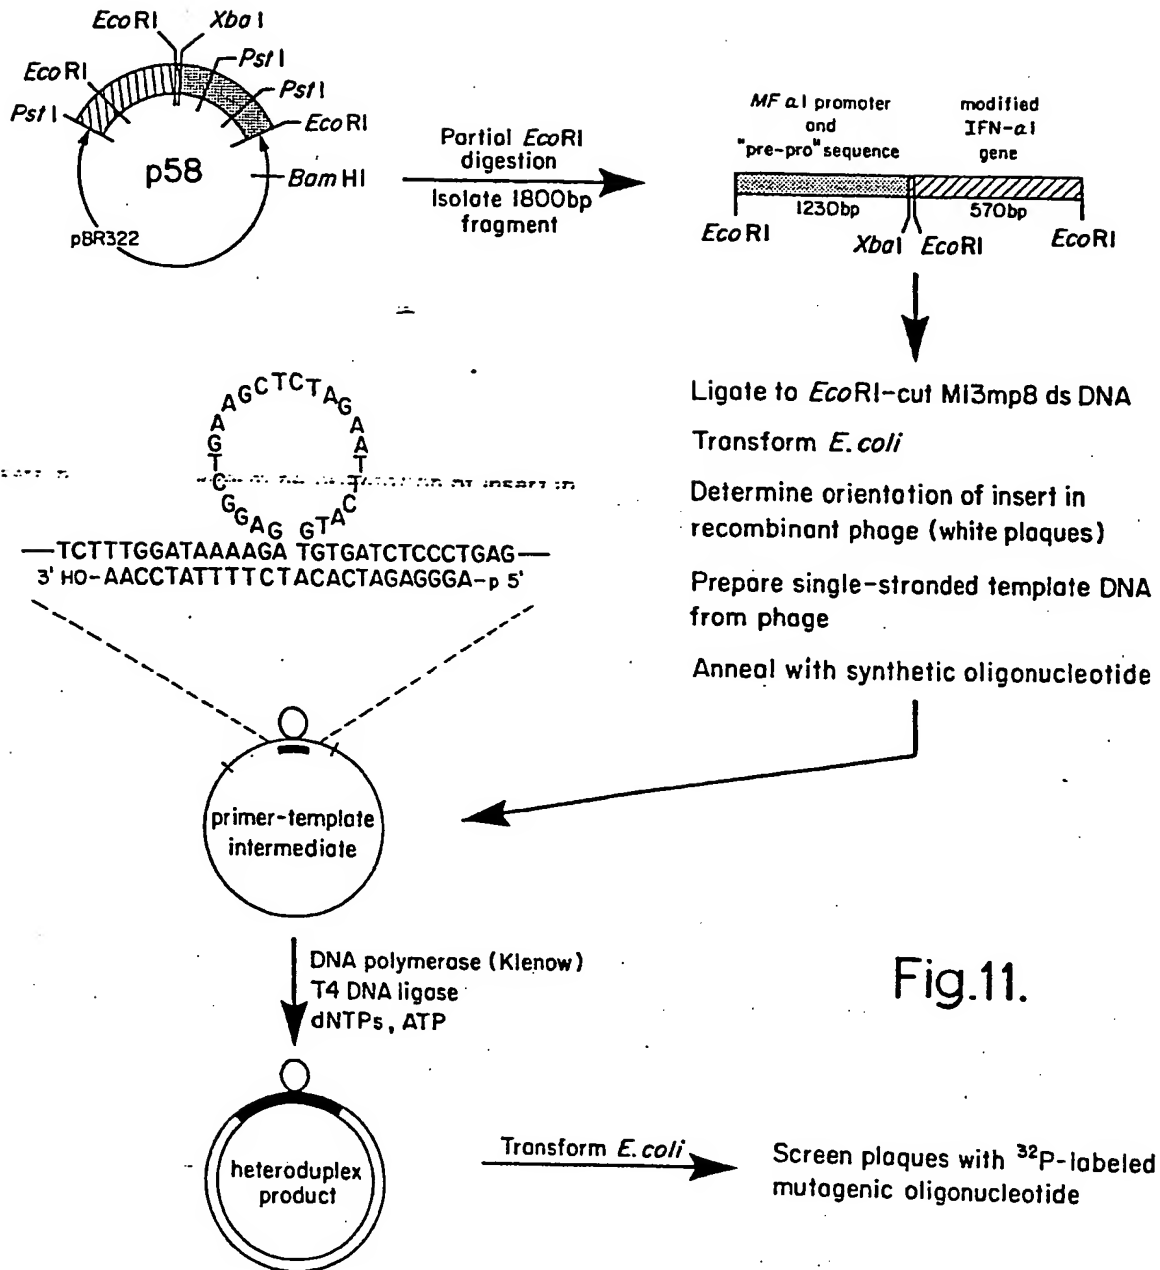 EcoRI
XbaI
PstI
EcoRI
PstI
PstI
EcoRI
BamHI
p58
pBR322
Partial EcoRI
digestion
Isolate 1800bp
fragment
MFα1 promoter
and
"pre-pro" sequence
modified
IFN-α1
gene
1230bp
570bp
EcoRI
XbaI
EcoRI
EcoRI
Ligate to EcoRI-cut M13mp8 ds DNA
Transform E.coli
Determine orientation of insert in
recombinant phage (white plaques)
Prepare single-stranded template DNA
from phage
Anneal with synthetic oligonucleotide
GAGGCTGAAGCTCTAGAATTCATG
—TCTTTGGATAAAAGA TGTGATCTCCCTGAG—
3' HO-AACCTATTTTCTACACTAGAGGGA-p 5'
primer-template
intermediate
DNA polymerase (Klenow)
T4 DNA ligase
dNTPs, ATP
Fig.11.
heteroduplex
product
Transform E.coli
Screen plaques with ³²P-labeled
mutagenic oligonucleotide